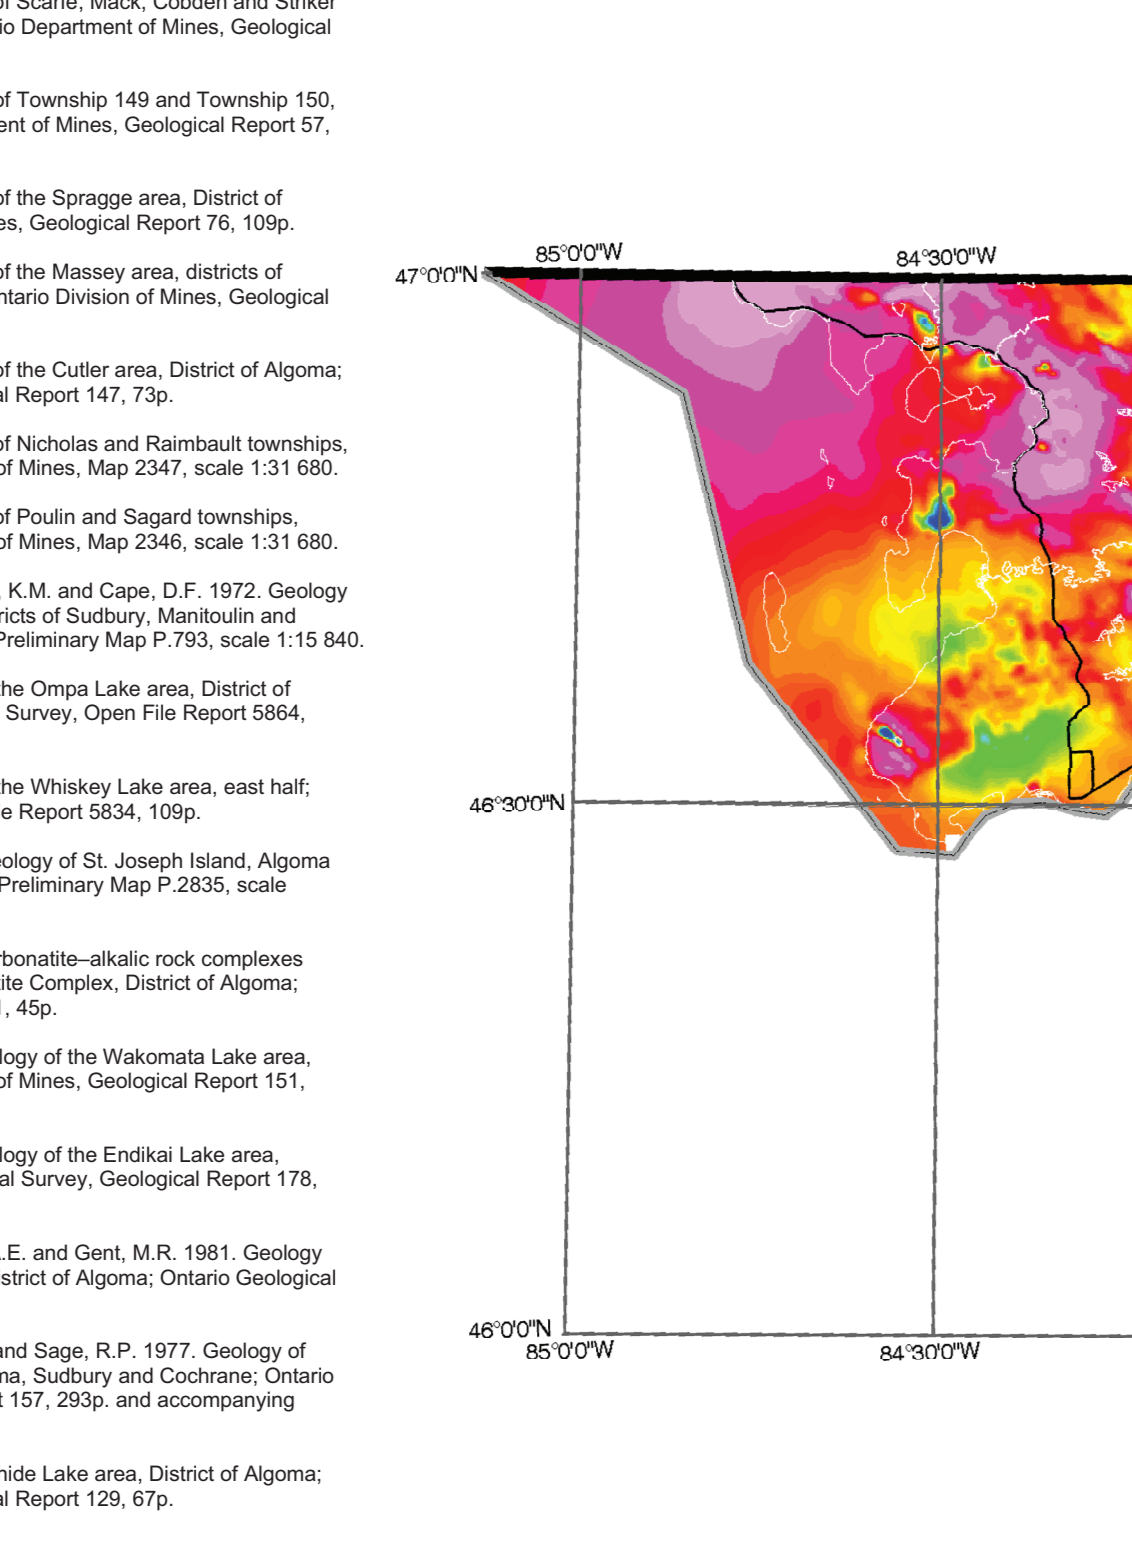 of Scarfe, Mack, Cobden and Striker
io Department of Mines, Geological
of Township 149 and Township 150,
ent of Mines, Geological Report 57,
of the Spragge area, District of
es, Geological Report 76, 109p.
of the Massey area, districts of
ntario Division of Mines, Geological
of the Cutler area, District of Algoma;
al Report 147, 73p.
of Nicholas and Raimbault townships,
of Mines, Map 2347, scale 1:31 680.
of Poulin and Sagard townships,
of Mines, Map 2346, scale 1:31 680.
, K.M. and Cape, D.F. 1972. Geology
ricts of Sudbury, Manitoulin and
Preliminary Map P.793, scale 1:15 840.
the Ompa Lake area, District of
Survey, Open File Report 5864,
the Whiskey Lake area, east half;
e Report 5834, 109p.
eology of St. Joseph Island, Algoma
Preliminary Map P.2835, scale
rbonatite–alkalic rock complexes
tite Complex, District of Algoma;
, 45p.
logy of the Wakomata Lake area,
of Mines, Geological Report 151,
logy of the Endikai Lake area,
al Survey, Geological Report 178,
.E. and Gent, M.R. 1981. Geology
istrict of Algoma; Ontario Geological
and Sage, R.P. 1977. Geology of
ma, Sudbury and Cochrane; Ontario
t 157, 293p. and accompanying
hide Lake area, District of Algoma;
al Report 129, 67p.
85°0'0"W
84°30'0"W
47°0'0"N
46°30'0"N
46°0'0"N
85°0'0"W
84°30'0"W